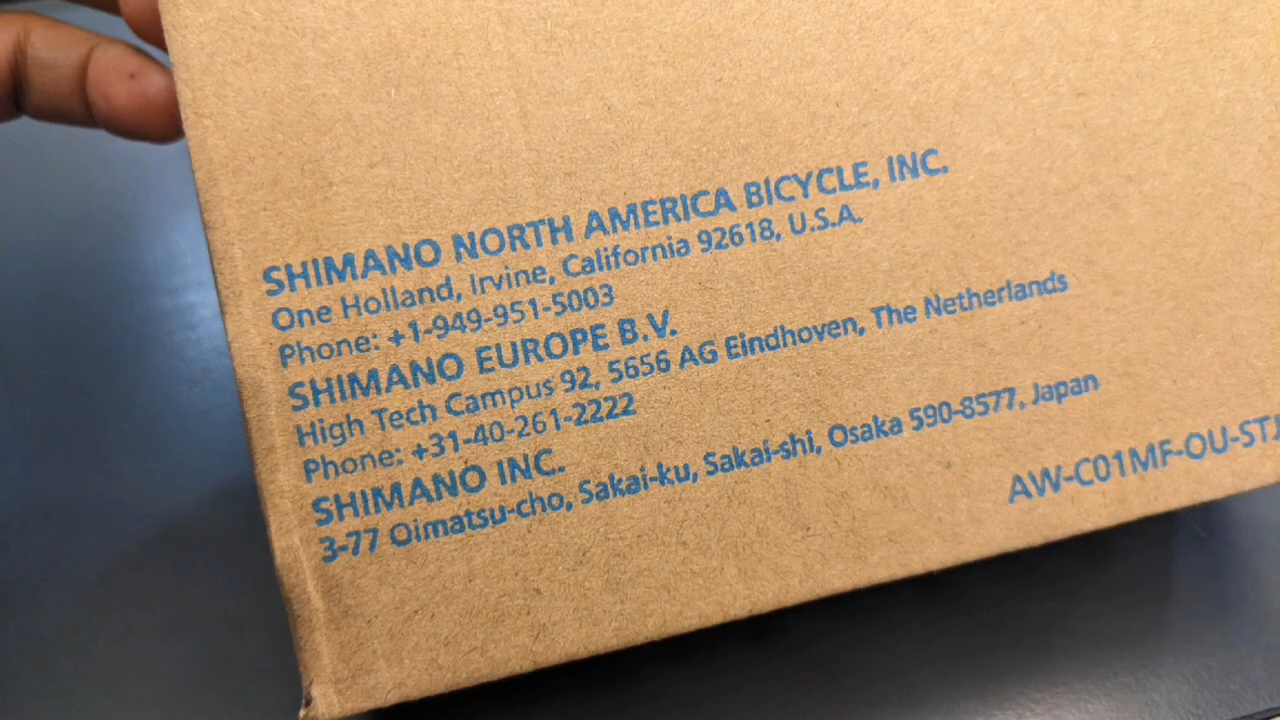 SHIMANO NORTH AMERICA BICYCLE, INC.
One Holland, Irvine, California 92618, U.S.A.
Phone: +1-949-951-5003
SHIMANO EUROPE B.V.
High Tech Campus 92, 5656 AG Eindhoven, The Netherlands
Phone: +31-40-261-2222
SHIMANO INC.
3-77 Oimatsu-cho, Sakai-ku, Sakai-shi, Osaka 590-8577, Japan